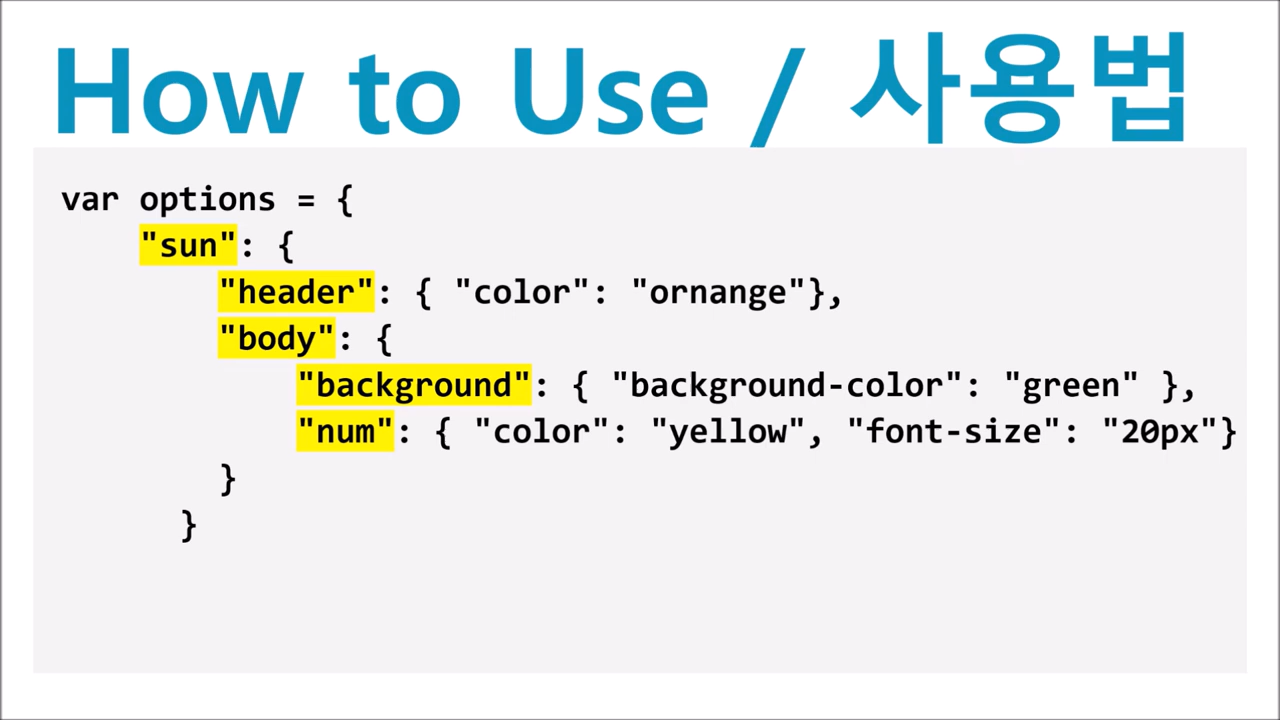 How to Use / 사용법
var options = {
"sun": {
"header": { "color": "ornange"},
"body": {
"background": { "background-color": "green" },
"num": { "color": "yellow", "font-size": "20px"}
}
}